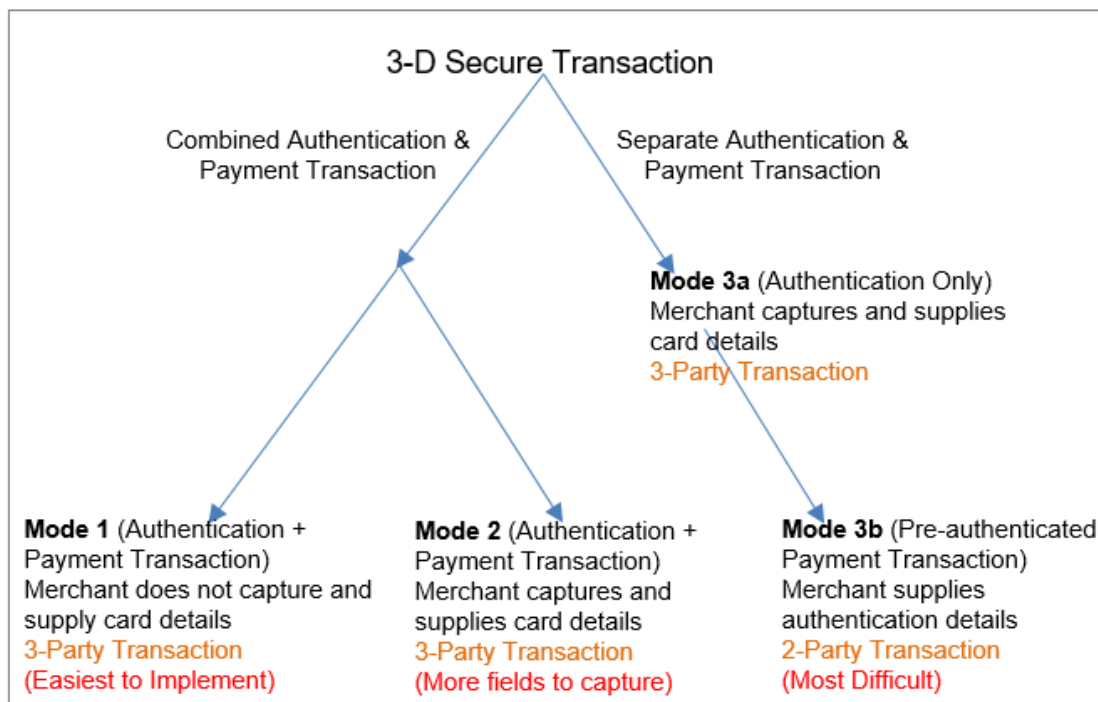 3-D Secure Transaction
Combined Authentication &
Payment Transaction
Separate Authentication &
Payment Transaction
Mode 3a (Authentication Only)
Merchant captures and supplies
card details
3-Party Transaction
Mode 1 (Authentication +
Payment Transaction)
Merchant does not capture and
supply card details
3-Party Transaction
(Easiest to Implement)
Mode 2 (Authentication +
Payment Transaction)
Merchant captures and
supplies card details
3-Party Transaction
(More fields to capture)
Mode 3b (Pre-authenticated
Payment Transaction)
Merchant supplies
authentication details
2-Party Transaction
(Most Difficult)